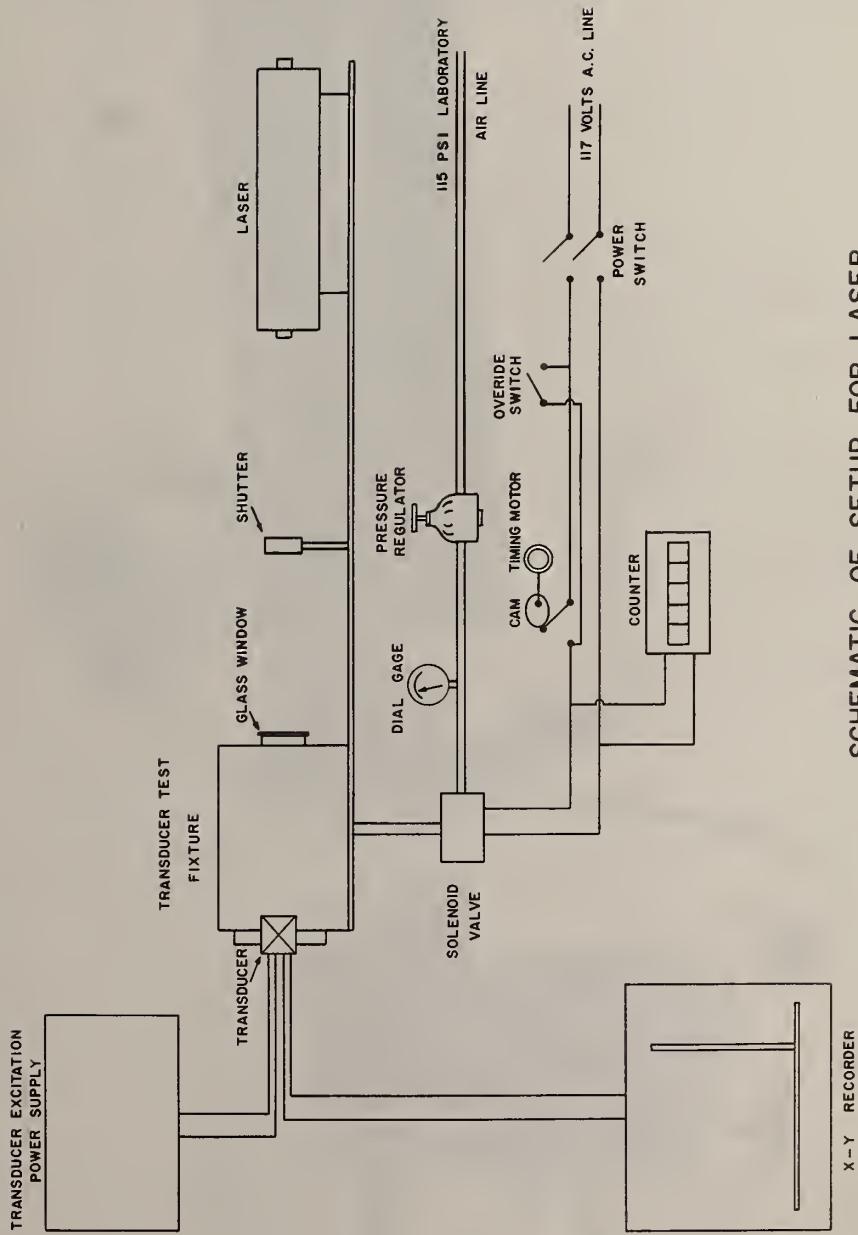 TRANSDUCER EXCITATION
POWER SUPPLY
TRANSDUCER TEST
FIXTURE
GLASS WINDOW
SHUTTER
LASER
TRANSDUCER
SOLENOID
VALVE
DIAL GAGE
PRESSURE
REGULATOR
115 PSI LABORATORY
AIR LINE
CAM
TIMING MOTOR
OVERIDE
SWITCH
POWER
SWITCH
117 VOLTS A.C. LINE
COUNTER
X-Y RECORDER
SCHEMATIC OF SETUP FOR LASER